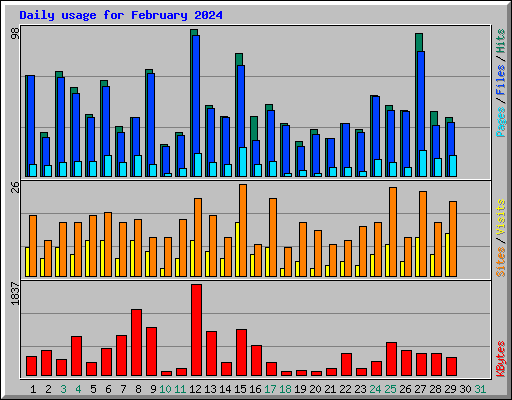 Daily usage for February 2024
98
Pages/Files/Hits
26
Sites/Visits
1837
KBytes
1 2 3 4 5 6 7 8 9 10 11 12 13 14 15 16 17 18 19 20 21 22 23 24 25 26 27 28 29 30 31